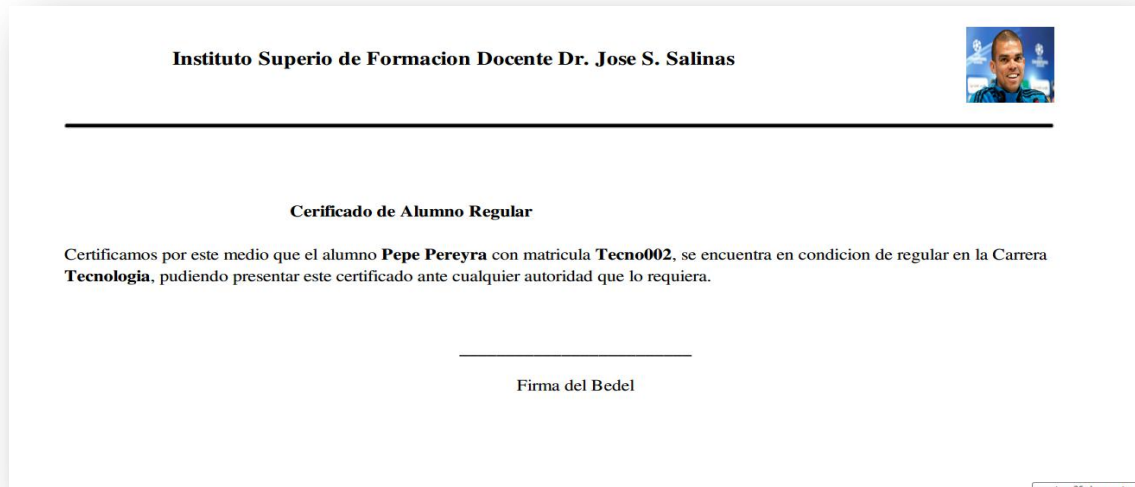 Instituto Superio de Formacion Docente Dr. Jose S. Salinas
Cerificado de Alumno Regular
Certificamos por este medio que el alumno Pepe Pereyra con matricula Tecno002, se encuentra en condicion de regular en la Carrera
Tecnologia, pudiendo presentar este certificado ante cualquier autoridad que lo requiera.
Firma del Bedel